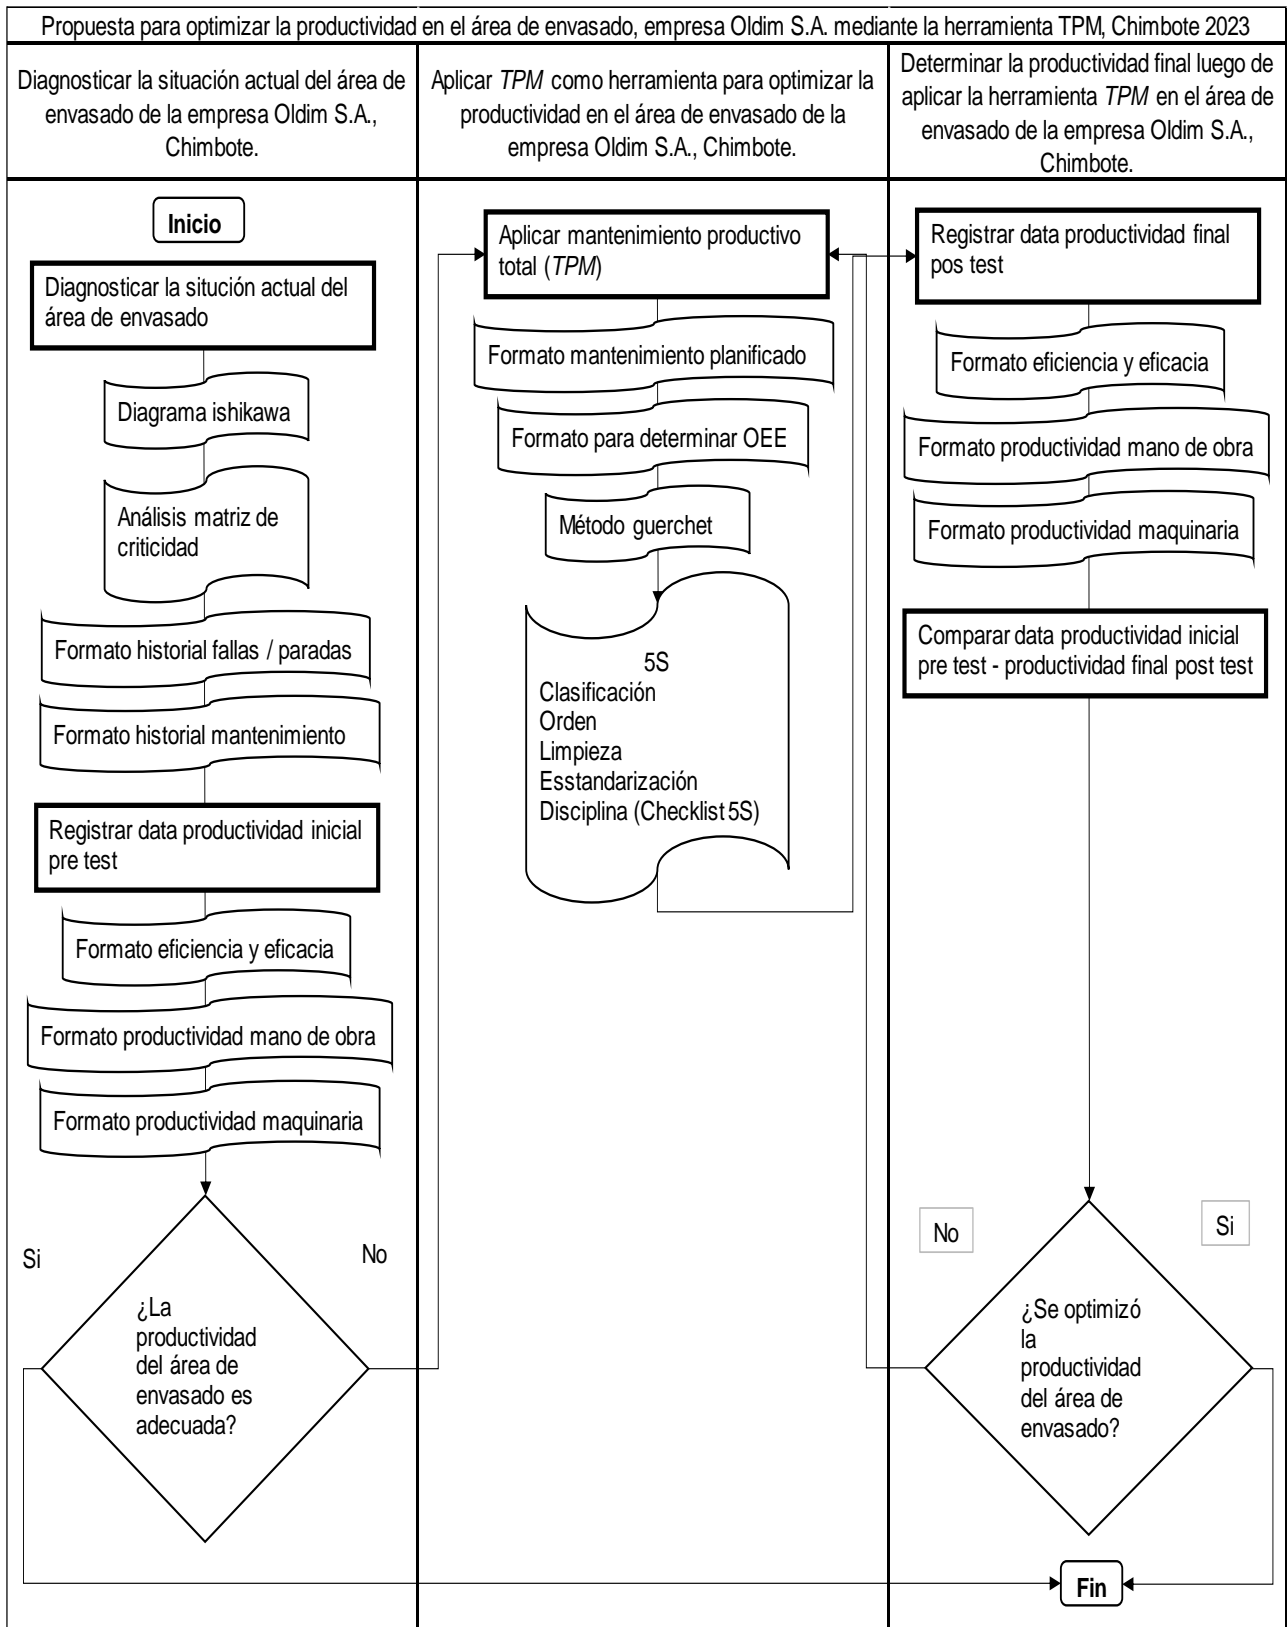 Propuesta para optimizar la productividad en el área de envasado, empresa Oldim S.A. mediante la herramienta TPM, Chimbote 2023
Diagnosticar la situación actual del área de
envasado de la empresa Oldim S.A.,
Chimbote.
Aplicar TPM como herramienta para optimizar la
productividad en el área de envasado de la
empresa Oldim S.A., Chimbote.
Determinar la productividad final luego de
aplicar la herramienta TPM en el área de
envasado de la empresa Oldim S.A.,
Chimbote.
Inicio
Diagnosticar la situción actual del
área de envasado
Diagrama ishikawa
Análisis matriz de
criticidad
Formato historial fallas / paradas
Formato historial mantenimiento
Registrar data productividad inicial
pre test
Formato eficiencia y eficacia
Formato productividad mano de obra
Formato productividad maquinaria
Si
No
¿La
productividad
del área de
envasado es
adecuada?
Aplicar mantenimiento productivo
total (TPM)
Formato mantenimiento planificado
Formato para determinar OEE
Método guerchet
5S
Clasificación
Orden
Limpieza
Esstandarización
Disciplina (Checklist 5S)
Registrar data productividad final
pos test
Formato eficiencia y eficacia
Formato productividad mano de obra
Formato productividad maquinaria
Comparar data productividad inicial
pre test - productividad final post test
No
Si
¿Se optimizó
la
productividad
del área de
envasado?
Fin